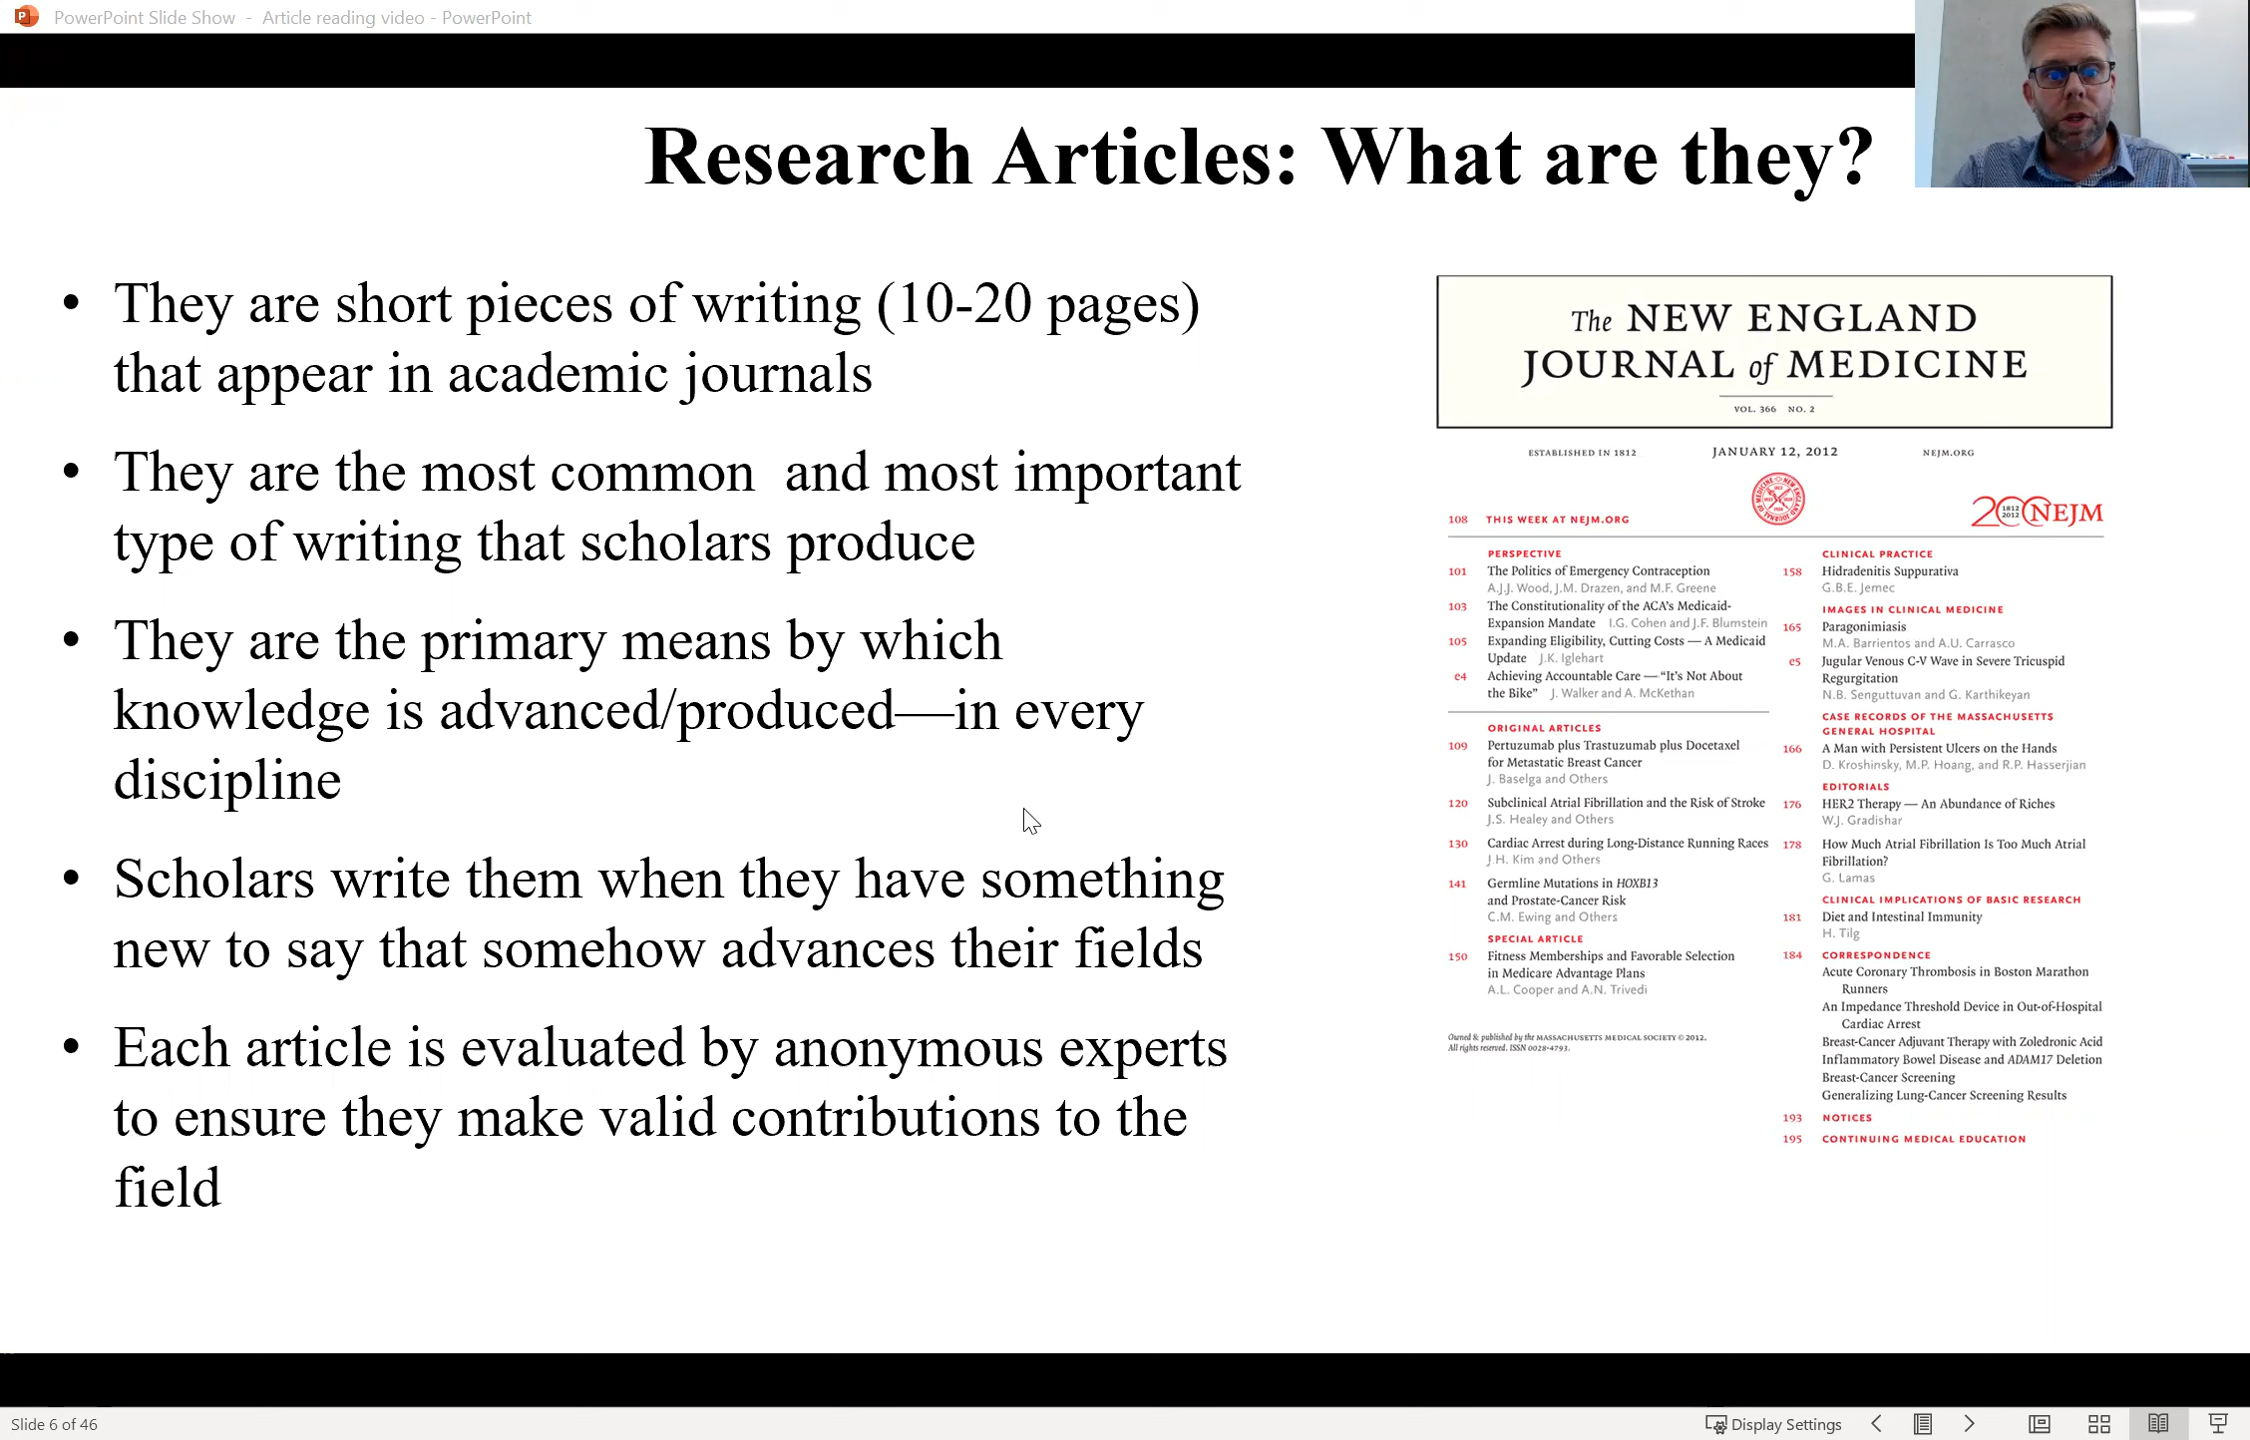 PowerPoint Slide Show - Article reading video - PowerPoint
Research Articles: What are they?
• They are short pieces of writing (10-20 pages)
that appear in academic journals
• They are the most common  and most important
type of writing that scholars produce
• They are the primary means by which
knowledge is advanced/produced—in every
discipline
• Scholars write them when they have something
new to say that somehow advances their fields
• Each article is evaluated by anonymous experts
to ensure they make valid contributions to the
field
The NEW ENGLAND
JOURNAL of MEDICINE
VOL. 366 NO. 2
ESTABLISHED IN 1812 JANUARY 12, 2012 NEJM.ORG
200 1812 2012 NEJM
108 THIS WEEK AT NEJM.ORG
PERSPECTIVE
101 The Politics of Emergency Contraception
A.J.J. Wood, J.M. Drazen, and M.F. Greene
103 The Constitutionality of the ACA's Medicaid-
Expansion Mandate I.G. Cohen and J.F. Blumstein
105 Expanding Eligibility, Cutting Costs — A Medicaid
Update J.K. Iglehart
e4 Achieving Accountable Care — “It's Not About
the Bike” J. Walker and A. McKethan
ORIGINAL ARTICLES
109 Pertuzumab plus Trastuzumab plus Docetaxel
for Metastatic Breast Cancer
J. Baselga and Others
120 Subclinical Atrial Fibrillation and the Risk of Stroke
J.S. Healey and Others
130 Cardiac Arrest during Long-Distance Running Races
J.H. Kim and Others
141 Germline Mutations in HOXB13
and Prostate-Cancer Risk
C.M. Ewing and Others
SPECIAL ARTICLE
150 Fitness Memberships and Favorable Selection
in Medicare Advantage Plans
A.L. Cooper and A.N. Trivedi
Owned & published by the MASSACHUSETTS MEDICAL SOCIETY © 2012.
All rights reserved. ISSN 0028-4793.
CLINICAL PRACTICE
158 Hidradenitis Suppurativa
G.B.E. Jemec
IMAGES IN CLINICAL MEDICINE
165 Paragonimiasis
M.A. Barrientos and A.U. Carrasco
e5 Jugular Venous C-V Wave in Severe Tricuspid
Regurgitation
N.B. Senguttuvan and G. Karthikeyan
CASE RECORDS OF THE MASSACHUSETTS
GENERAL HOSPITAL
166 A Man with Persistent Ulcers on the Hands
D. Kroshinsky, M.P. Hoang, and R.P. Hasserjian
EDITORIALS
176 HER2 Therapy — An Abundance of Riches
W.J. Gradishar
178 How Much Atrial Fibrillation Is Too Much Atrial
Fibrillation?
G. Lamas
CLINICAL IMPLICATIONS OF BASIC RESEARCH
181 Diet and Intestinal Immunity
H. Tilg
184 CORRESPONDENCE
Acute Coronary Thrombosis in Boston Marathon
Runners
An Impedance Threshold Device in Out-of-Hospital
Cardiac Arrest
Breast-Cancer Adjuvant Therapy with Zoledronic Acid
Inflammatory Bowel Disease and ADAM17 Deletion
Breast-Cancer Screening
Generalizing Lung-Cancer Screening Results
193 NOTICES
195 CONTINUING MEDICAL EDUCATION
Slide 6 of 46
Display Settings